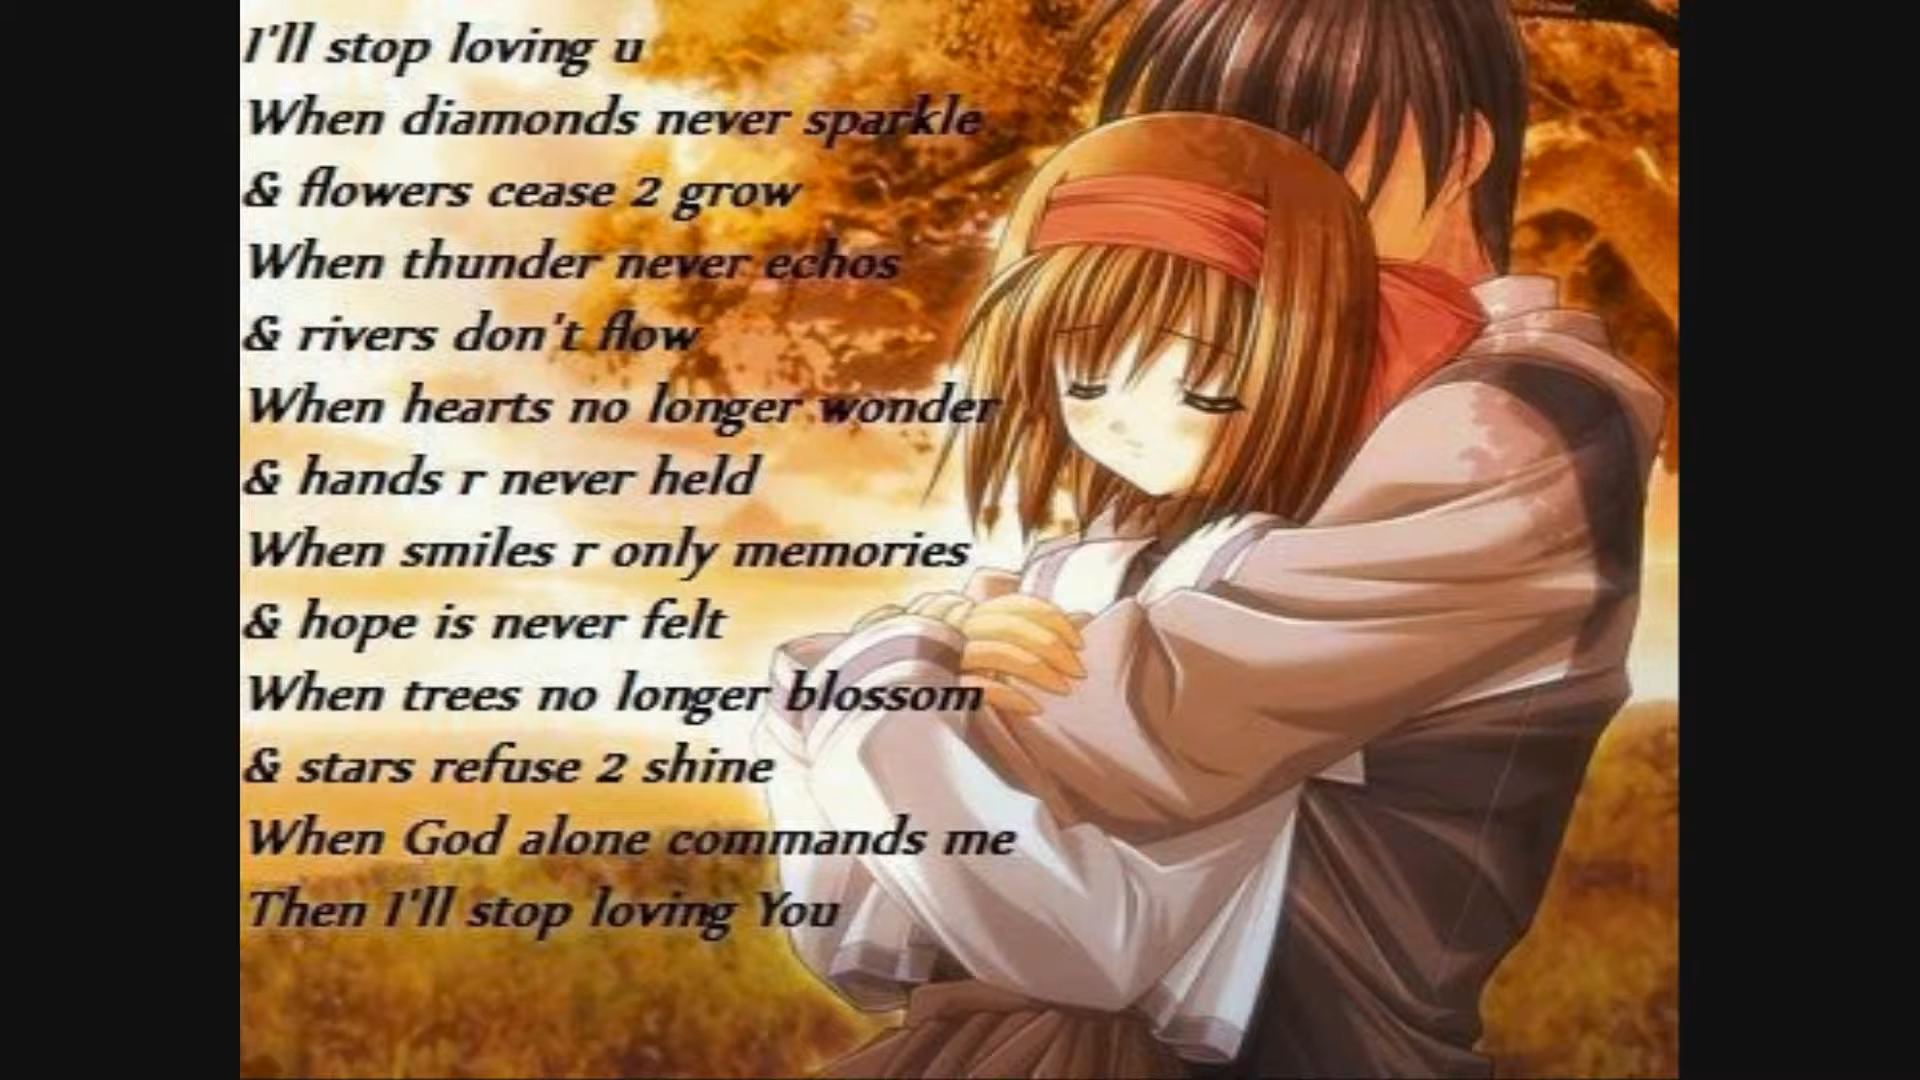 I'll stop loving u
When diamonds never sparkle
& flowers cease 2 grow
When thunder never echos
& rivers don't flow
When hearts no longer wonder
& hands r never held
When smiles r only memories
& hope is never felt
When trees no longer blossom
& stars refuse 2 shine
When God alone commands me
Then I'll stop loving You